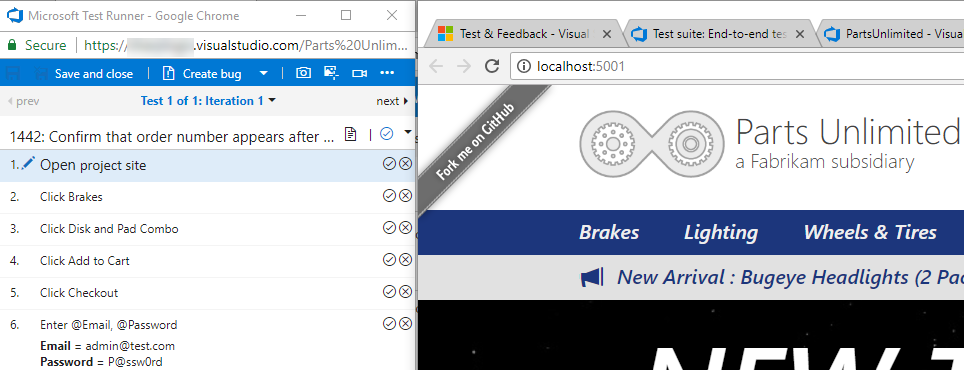 Microsoft Test Runner - Google Chrome
Secure https:// .visualstudio.com/Parts%20Unlim...
Save and close Create bug
prev Test 1 of 1: Iteration 1 next
1442: Confirm that order number appears after ...
1. Open project site
2. Click Brakes
3. Click Disk and Pad Combo
4. Click Add to Cart
5. Click Checkout
6. Enter @Email, @Password
Email = admin@test.com
Password = P@ssw0rd
Test & Feedback - Visual Test suite: End-to-end tes PartsUnlimited - Visua
localhost:5001
Fork me on GitHub
Parts Unlimited
a Fabrikam subsidiary
Brakes Lighting Wheels & Tires
New Arrival : Bugeye Headlights (2 Pac
NEW T